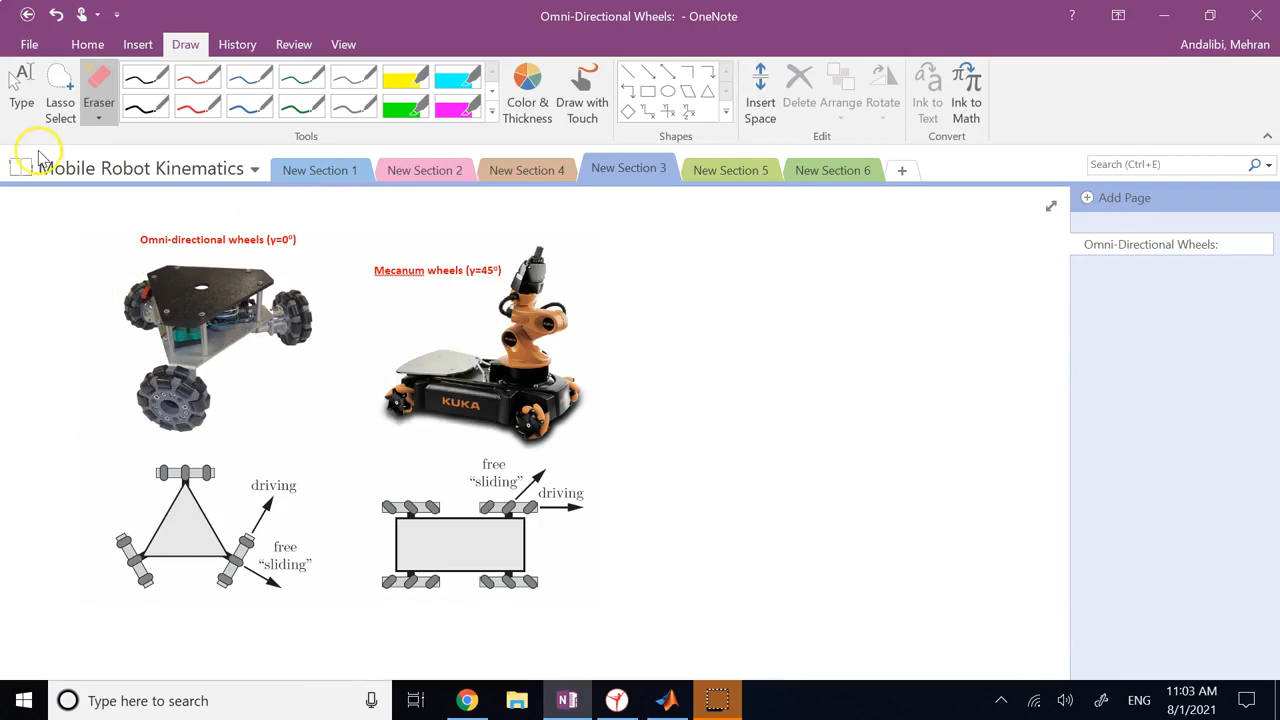 Omni-Directional Wheels: - OneNote
?
File
Home
Insert
Draw
History
Review
View
Andalibi, Mehran
Type
Lasso
Select
Eraser
Color &
Thickness
Draw with
Touch
Insert
Space
Delete
Arrange
Rotate
Ink to
Text
Ink to
Math
Tools
Shapes
Edit
Convert
Mobile Robot Kinematics
New Section 1
New Section 2
New Section 4
New Section 3
New Section 5
New Section 6
Search (Ctrl+E)
Add Page
Omni-Directional Wheels:
Omni-directional wheels (γ=0⁰)
Mecanum wheels (γ=45⁰)
KUKA
driving
free
“sliding”
free
“sliding”
driving
Type here to search
ENG
11:03 AM
8/1/2021